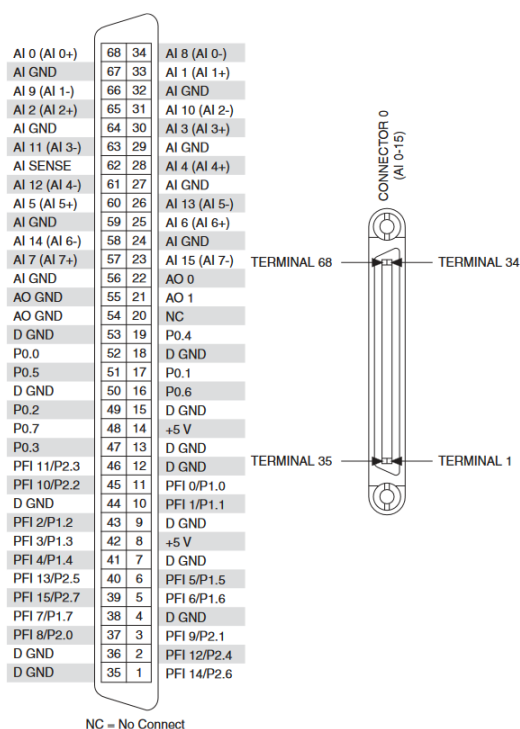 AI 0 (AI 0+) 68 34 AI 8 (AI 0-)
AI GND 67 33 AI 1 (AI 1+)
AI 9 (AI 1-) 66 32 AI GND
AI 2 (AI 2+) 65 31 AI 10 (AI 2-)
AI GND 64 30 AI 3 (AI 3+)
AI 11 (AI 3-) 63 29 AI GND
AI SENSE 62 28 AI 4 (AI 4+)
AI 12 (AI 4-) 61 27 AI GND
AI 5 (AI 5+) 60 26 AI 13 (AI 5-)
AI GND 59 25 AI 6 (AI 6+)
AI 14 (AI 6-) 58 24 AI GND
AI 7 (AI 7+) 57 23 AI 15 (AI 7-)
AI GND 56 22 AO 0
AO GND 55 21 AO 1
AO GND 54 20 NC
D GND 53 19 P0.4
P0.0 52 18 D GND
P0.5 51 17 P0.1
D GND 50 16 P0.6
P0.2 49 15 D GND
P0.7 48 14 +5 V
P0.3 47 13 D GND
PFI 11/P2.3 46 12 D GND
PFI 10/P2.2 45 11 PFI 0/P1.0
D GND 44 10 PFI 1/P1.1
PFI 2/P1.2 43 9 D GND
PFI 3/P1.3 42 8 +5 V
PFI 4/P1.4 41 7 D GND
PFI 13/P2.5 40 6 PFI 5/P1.5
PFI 15/P2.7 39 5 PFI 6/P1.6
PFI 7/P1.7 38 4 D GND
PFI 8/P2.0 37 3 PFI 9/P2.1
D GND 36 2 PFI 12/P2.4
D GND 35 1 PFI 14/P2.6
NC = No Connect
CONNECTOR 0
(AI 0-15)
TERMINAL 68 TERMINAL 34
TERMINAL 35 TERMINAL 1